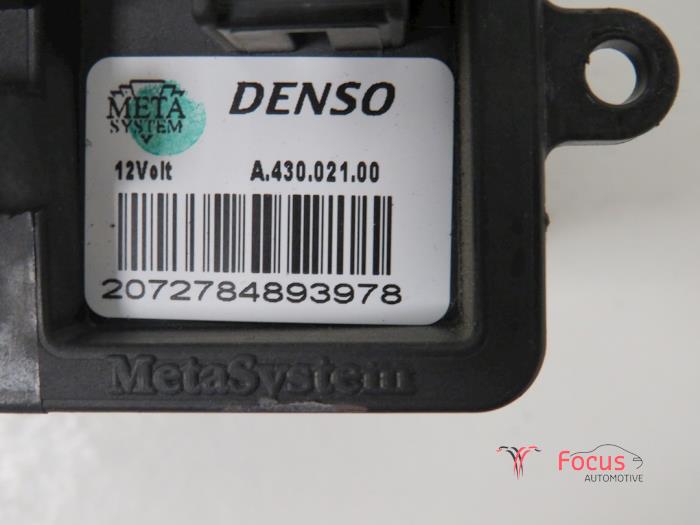 META
SYSTEM
DENSO
12Volt A.430.021.00
2072784893978
MetaSystem
Focus
AUTOMOTIVE